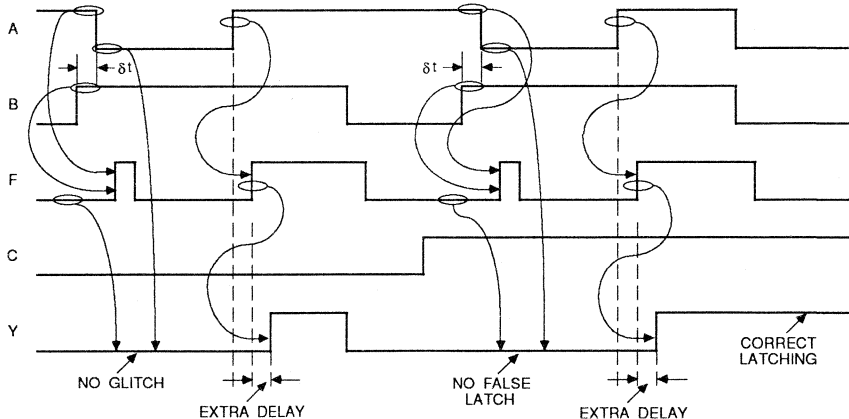 A
δt
δt
B
F
C
Y
NO GLITCH
EXTRA DELAY
NO FALSE
LATCH
EXTRA DELAY
CORRECT
LATCHING